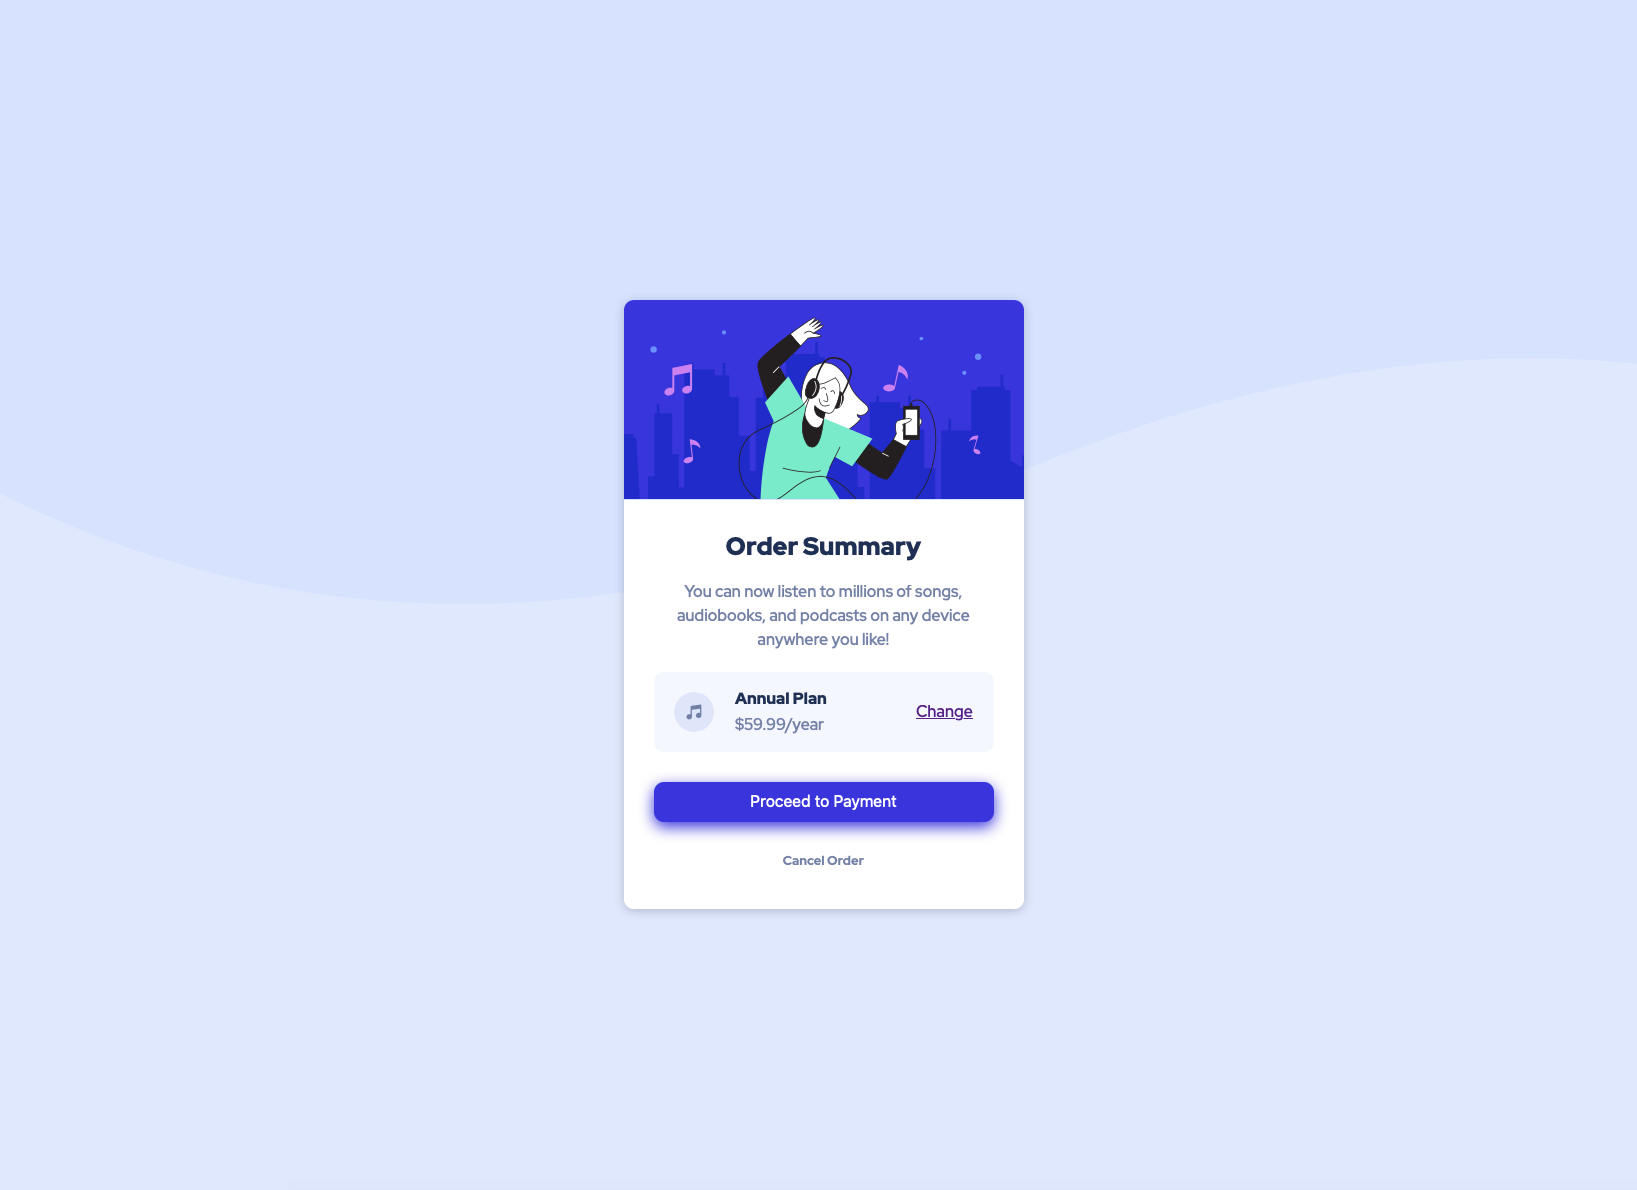 Order Summary
You can now listen to millions of songs,
audiobooks, and podcasts on any device
anywhere you like!
Annual Plan
$59.99/year
Change
Proceed to Payment
Cancel Order